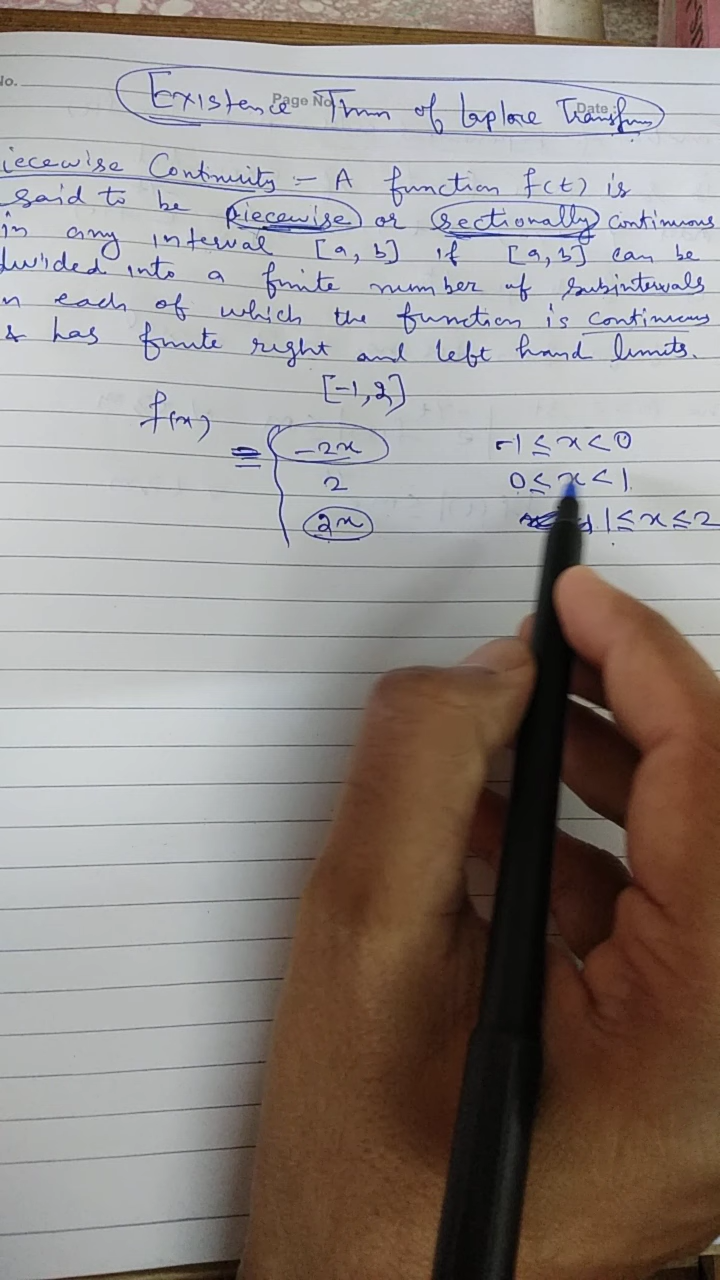 No.
Page No.
Date :
Existence Thm of Laplace Transfom
iecewise Continuity :- A function f(t) is
said to be piecewise or sectionally continuous
in any interval [a, b] if [a, b] can be
divided into a finite number of subintervals
n each of which the function is continuous
& has finite right and left hand limits.
[-1, 2]
f(x) = { -2x -1 ≤ x < 0
2 0 ≤ x < 1
2x 1 ≤ x ≤ 2